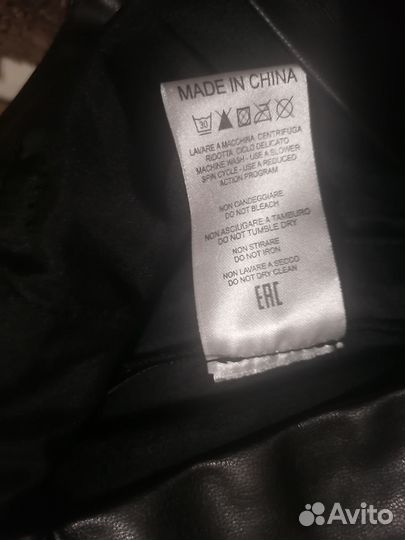 MADE IN CHINA
30
LAVARE A MACCHINA CENTRIFUGA
RIDOTTA CICLO DELICATO
MACHINE WASH - USE A SLOWER
SPIN CYCLE - USE A REDUCED
ACTION PROGRAM
NON CANDEGGIARE
DO NOT BLEACH
NON ASCIUGARE A TAMBURO
DO NOT TUMBLE DRY
NON STIRARE
DO NOT IRON
NON LAVARE A SECCO
DO NOT DRY CLEAN
EAC
Avito